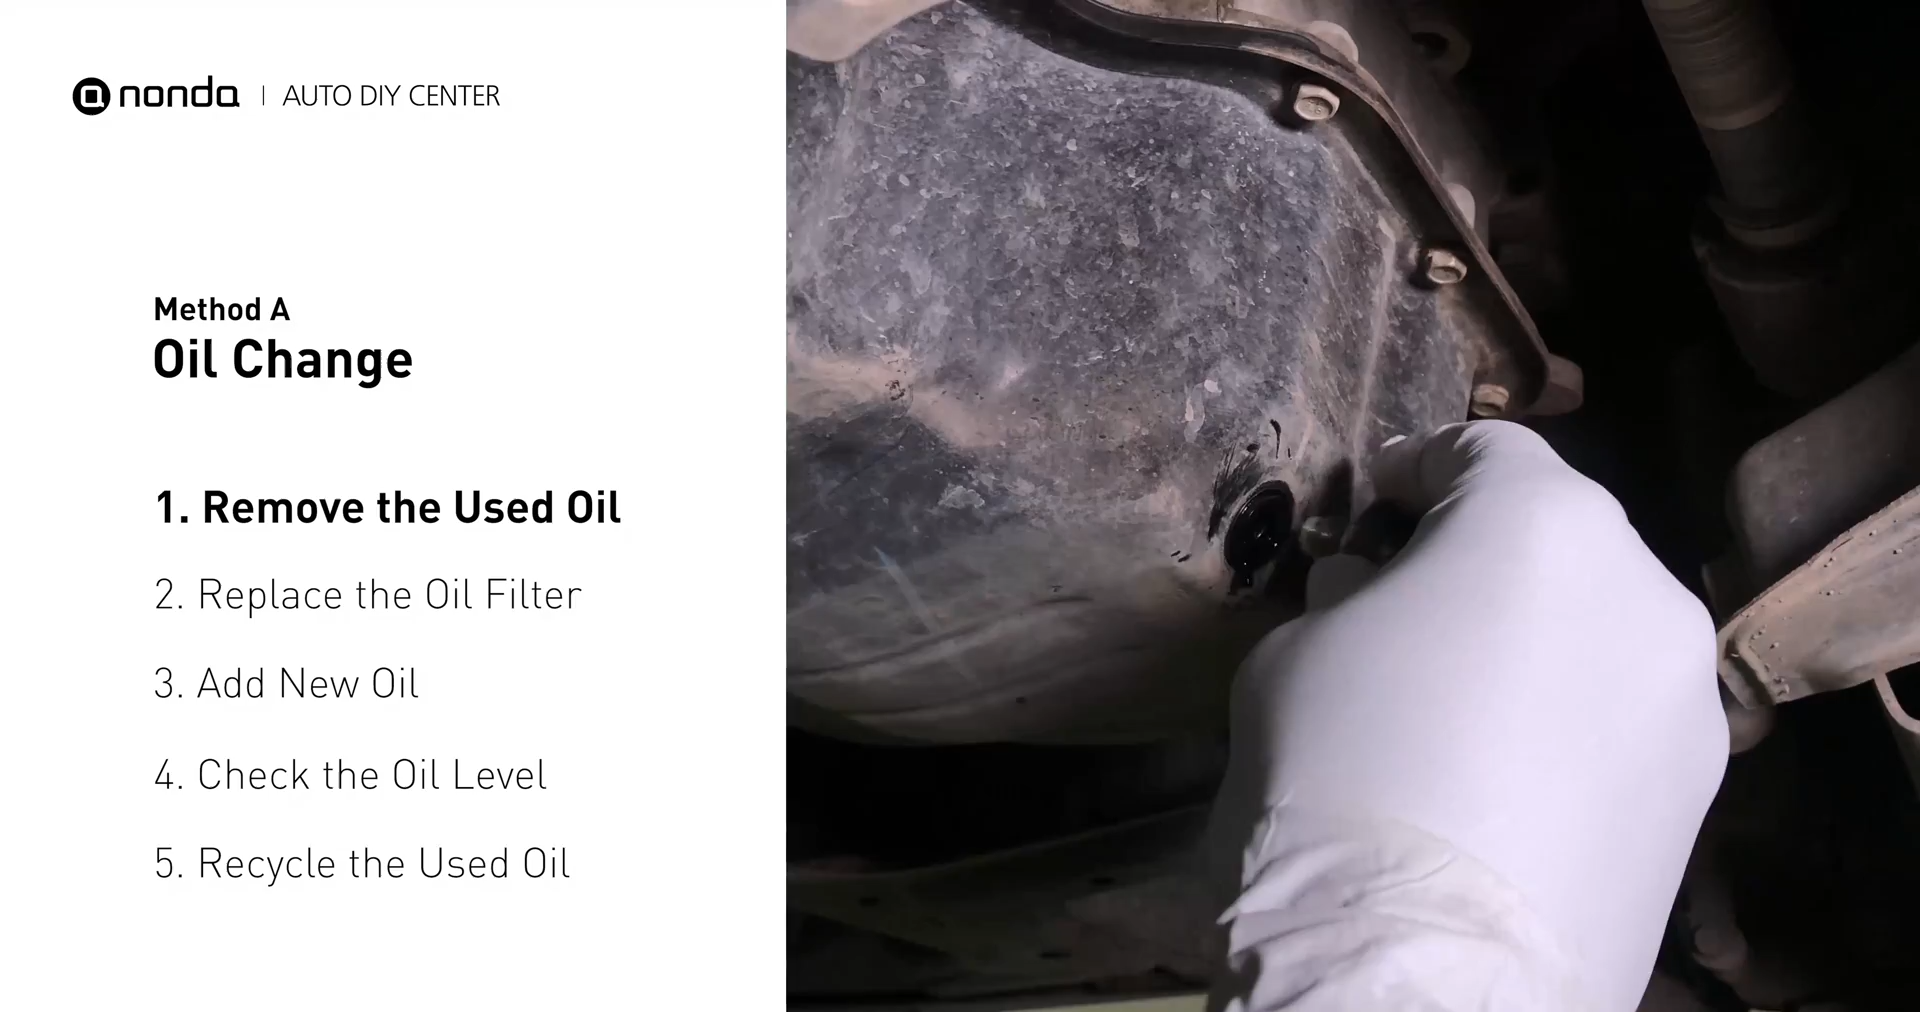 nonda | AUTO DIY CENTER
Method A
Oil Change
1. Remove the Used Oil
2. Replace the Oil Filter
3. Add New Oil
4. Check the Oil Level
5. Recycle the Used Oil